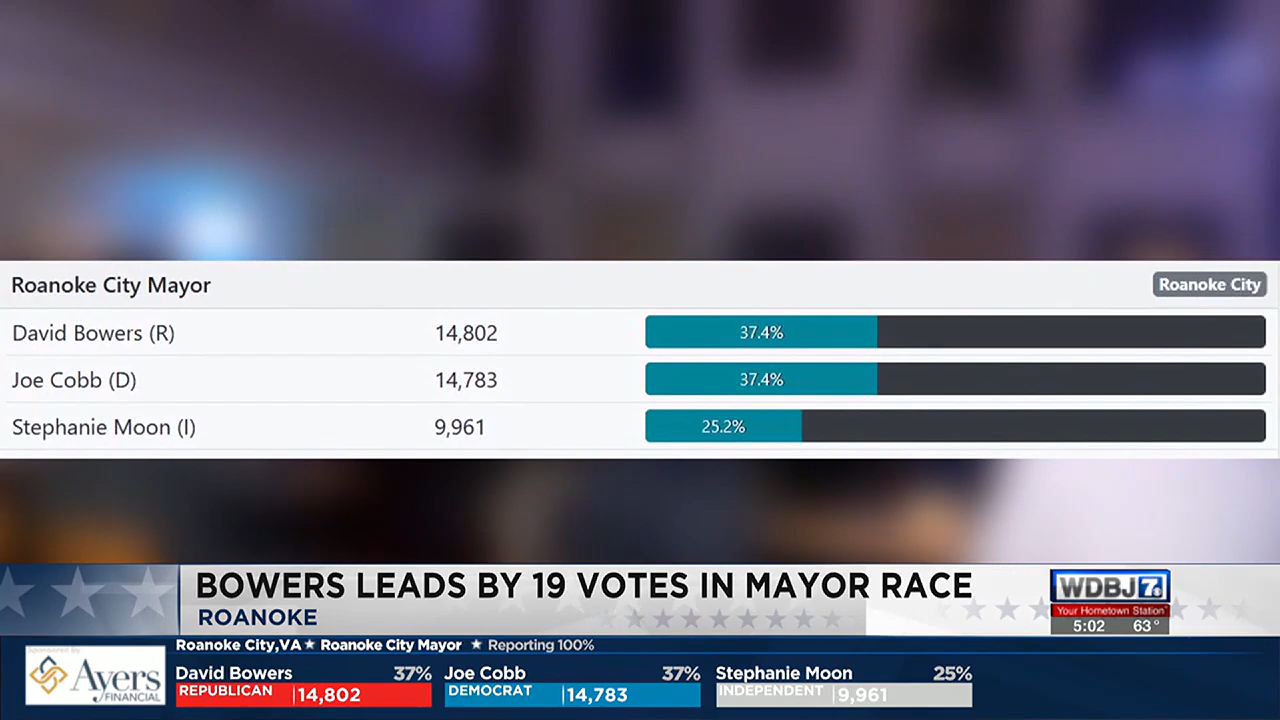 Roanoke City Mayor Roanoke City
David Bowers (R) 14,802 37.4%
Joe Cobb (D) 14,783 37.4%
Stephanie Moon (I) 9,961 25.2%
BOWERS LEADS BY 19 VOTES IN MAYOR RACE
ROANOKE
WDBJ7
Your Hometown Station
5:02 63°
Sponsored by
Ayers
FINANCIAL
Roanoke City,VA ★ Roanoke City Mayor ★ Reporting 100%
David Bowers 37% Joe Cobb 37% Stephanie Moon 25%
REPUBLICAN 14,802 DEMOCRAT 14,783 INDEPENDENT 9,961